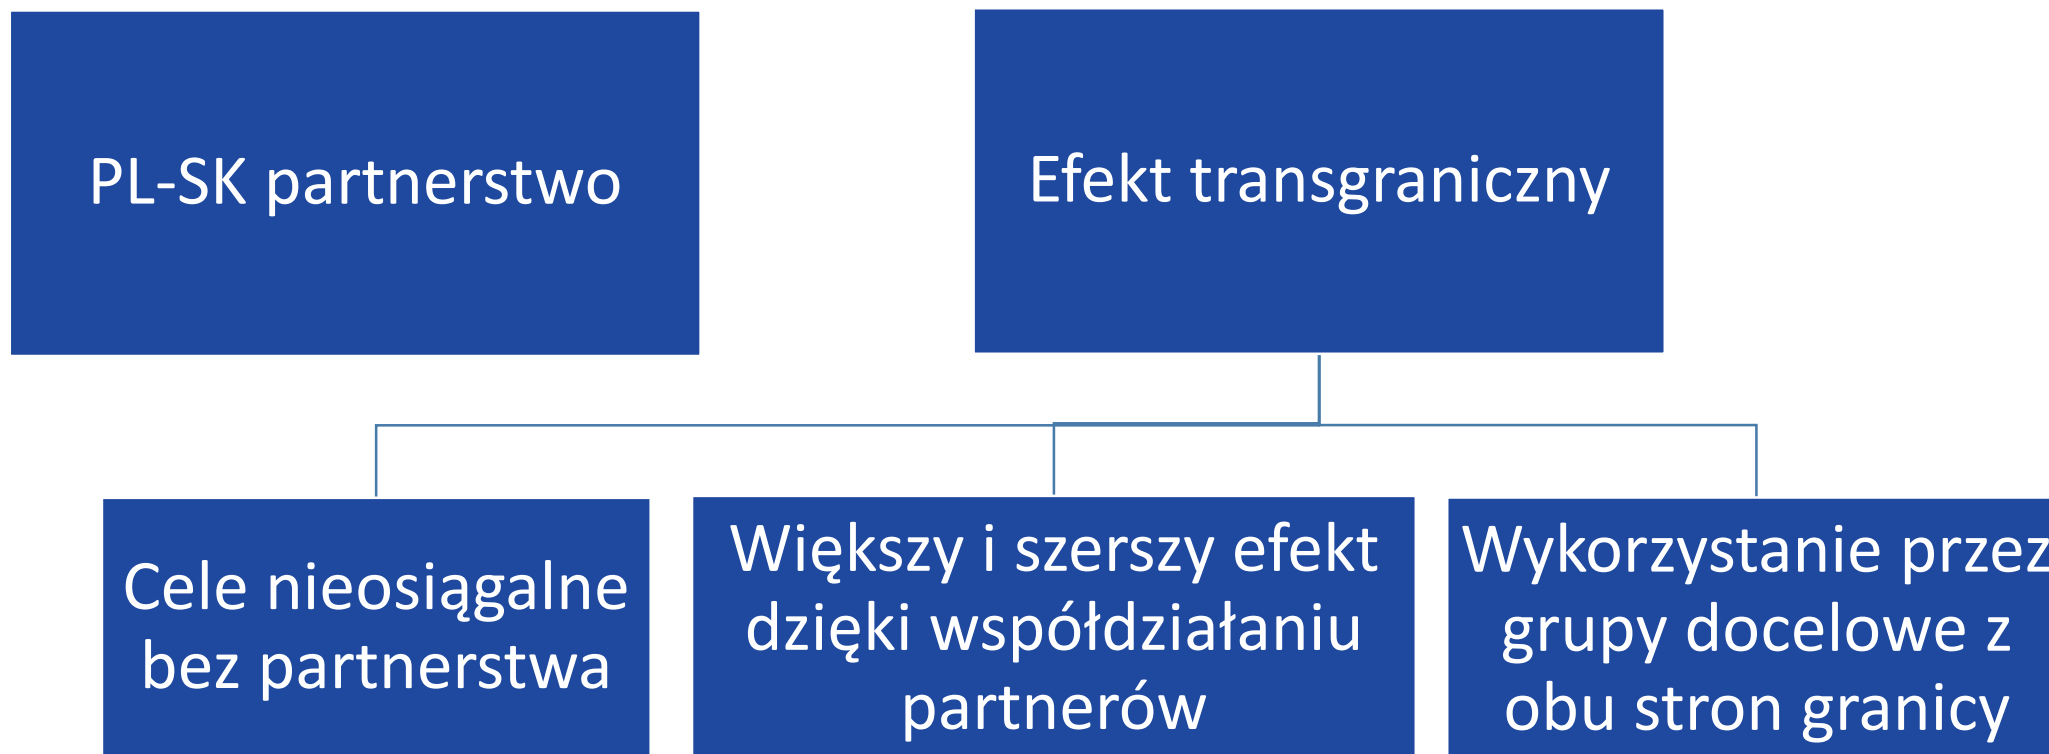 PL-SK partnerstwo
Efekt transgraniczny
Cele nieosiągalne
bez partnerstwa
Większy i szerszy efekt
dzięki współdziałaniu
partnerów
Wykorzystanie przez
grupy docelowe z
obu stron granicy